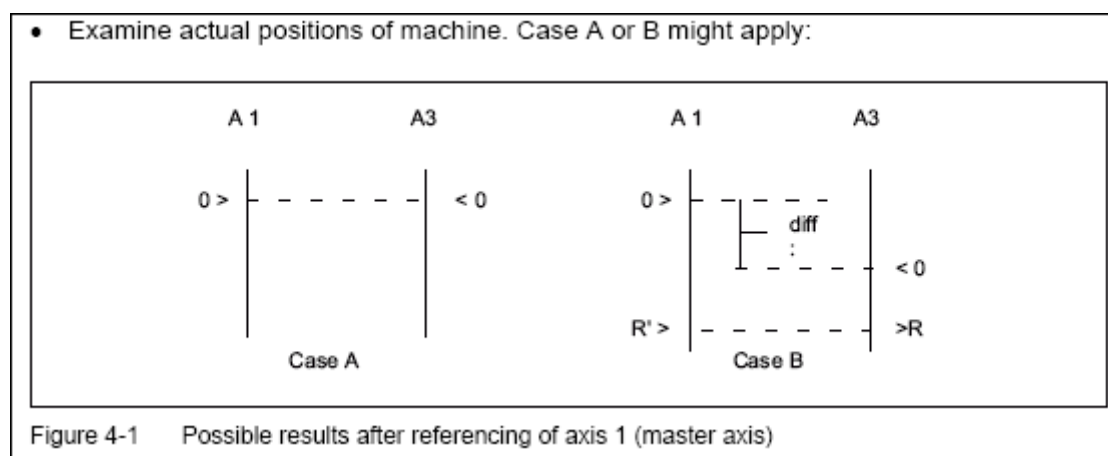 • Examine actual positions of machine. Case A or B might apply:
A 1 A3 A 1 A3
0 > < 0 0 >
diff
:
< 0
R' > >R
Case A Case B
Figure 4-1 Possible results after referencing of axis 1 (master axis)